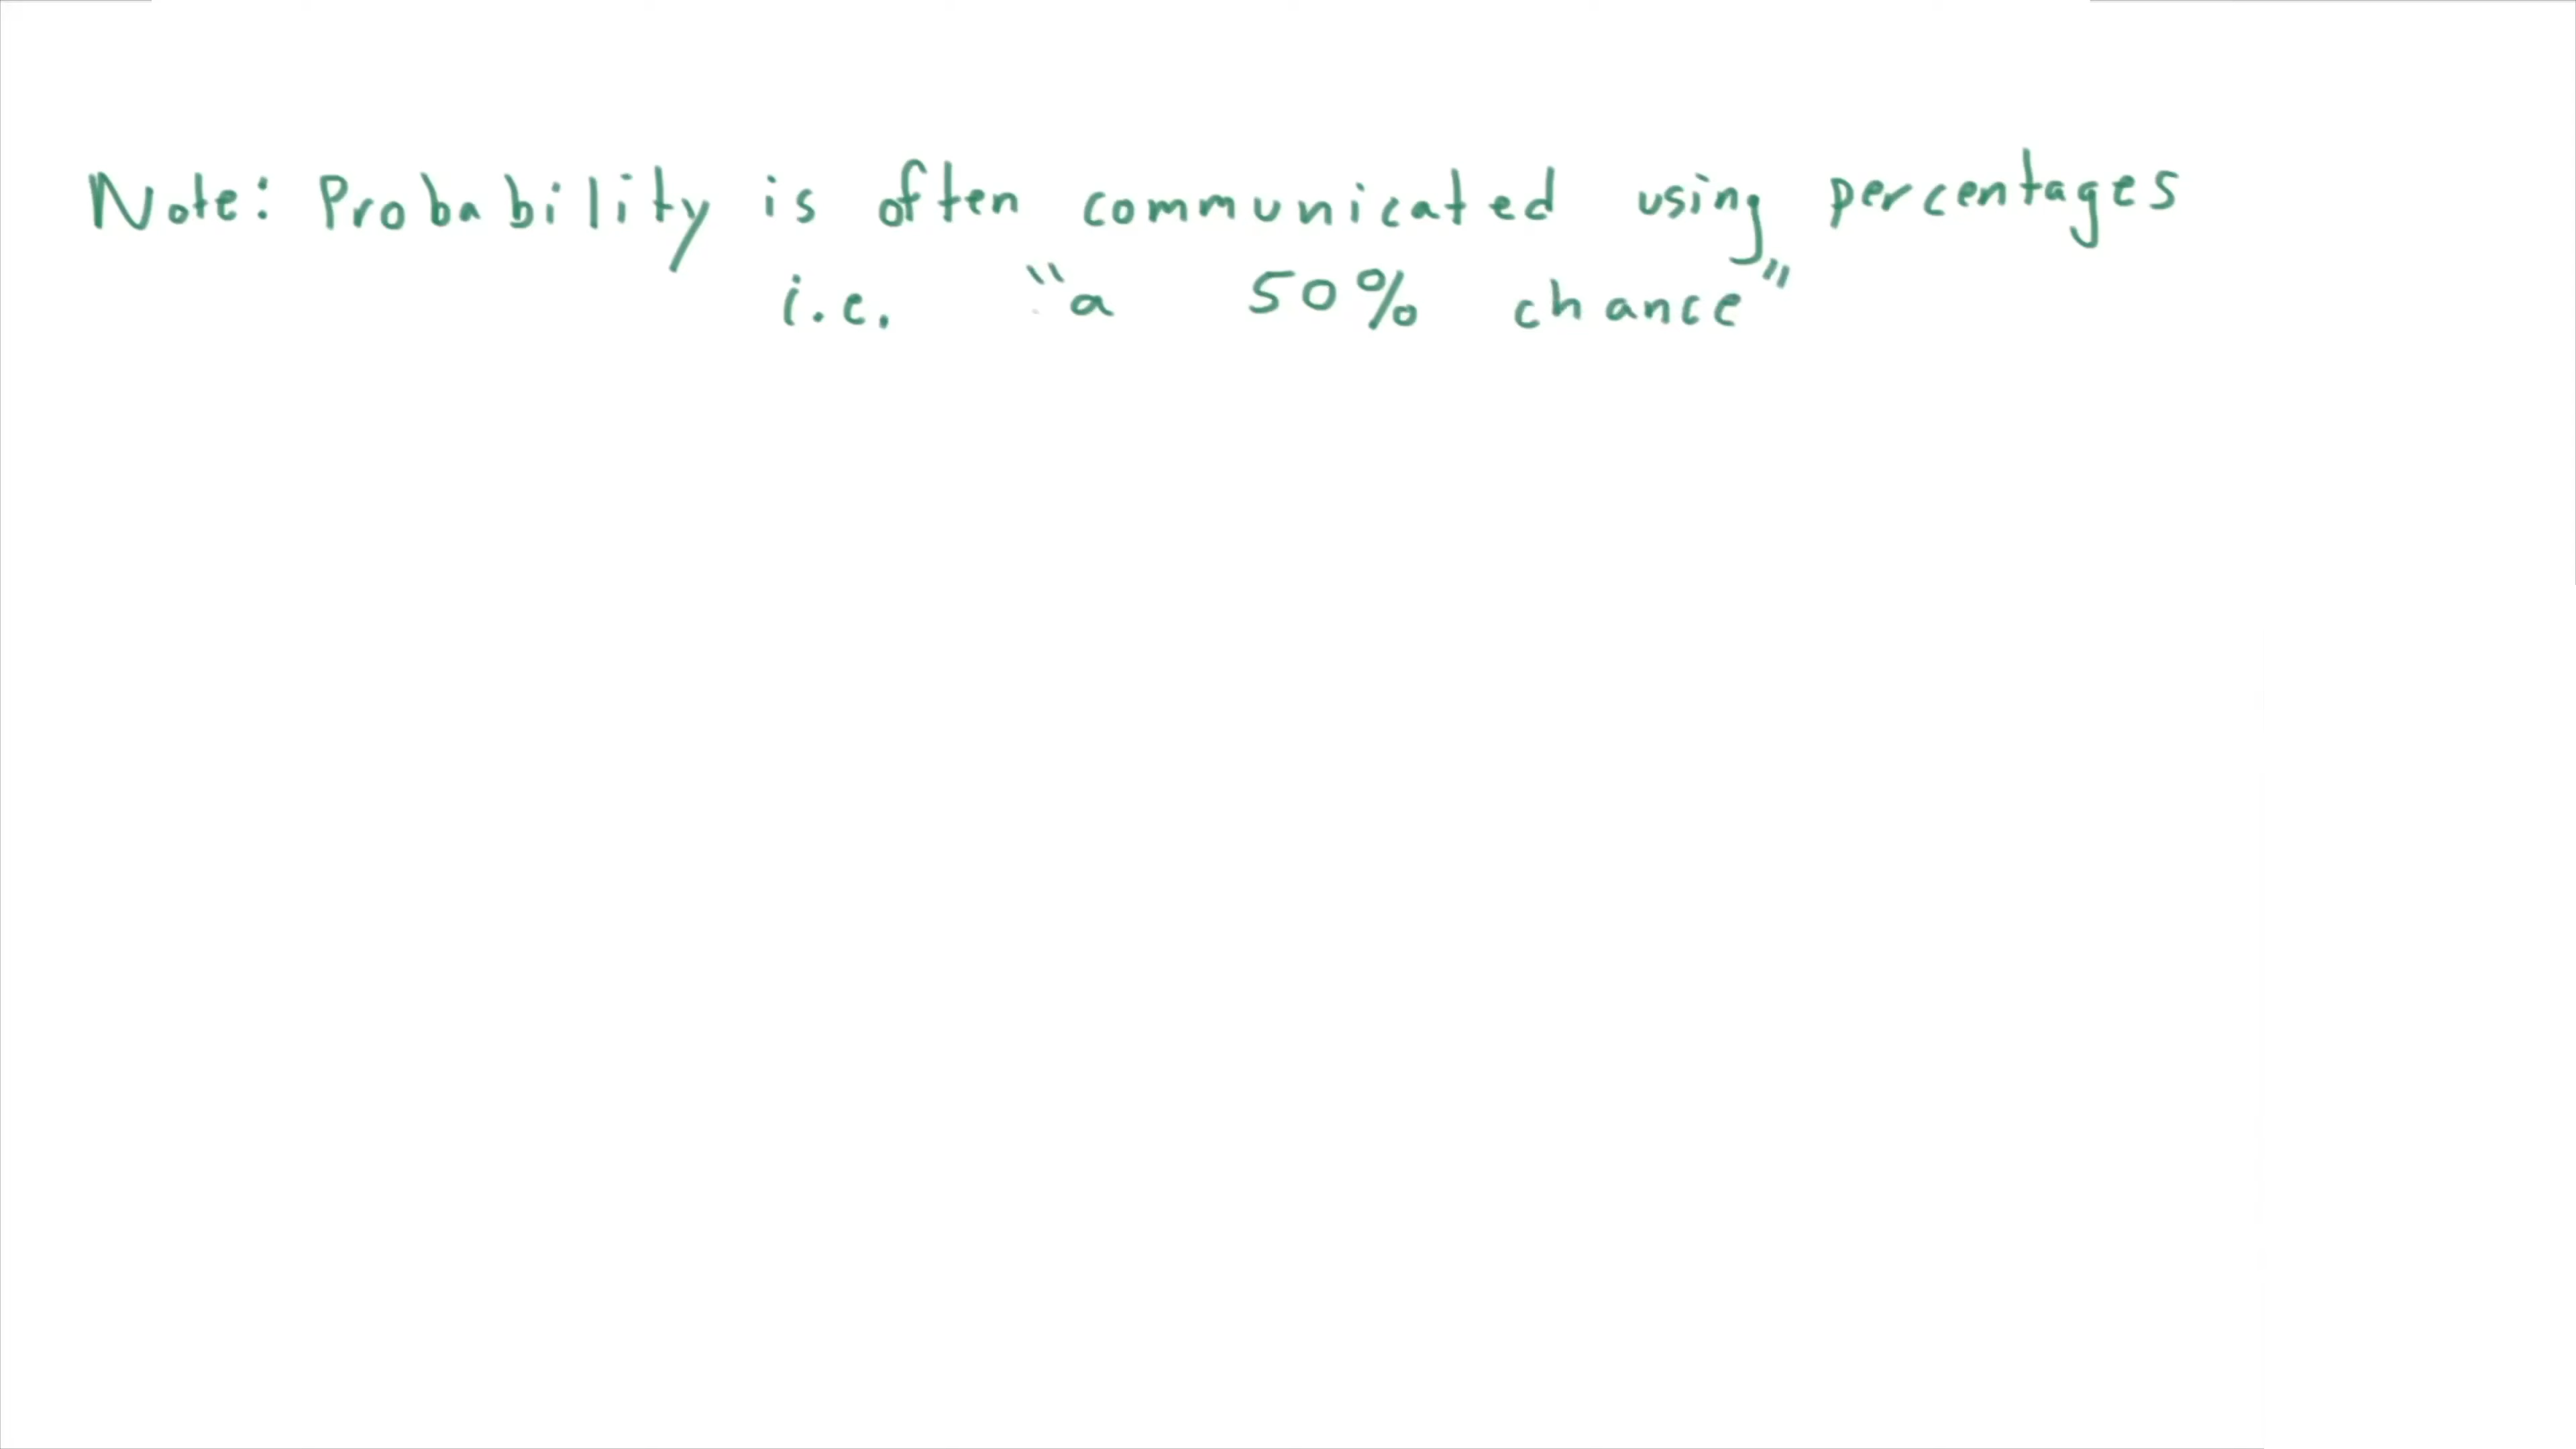 Note: Probability is often communicated using percentages
i.e. "a 50% chance"